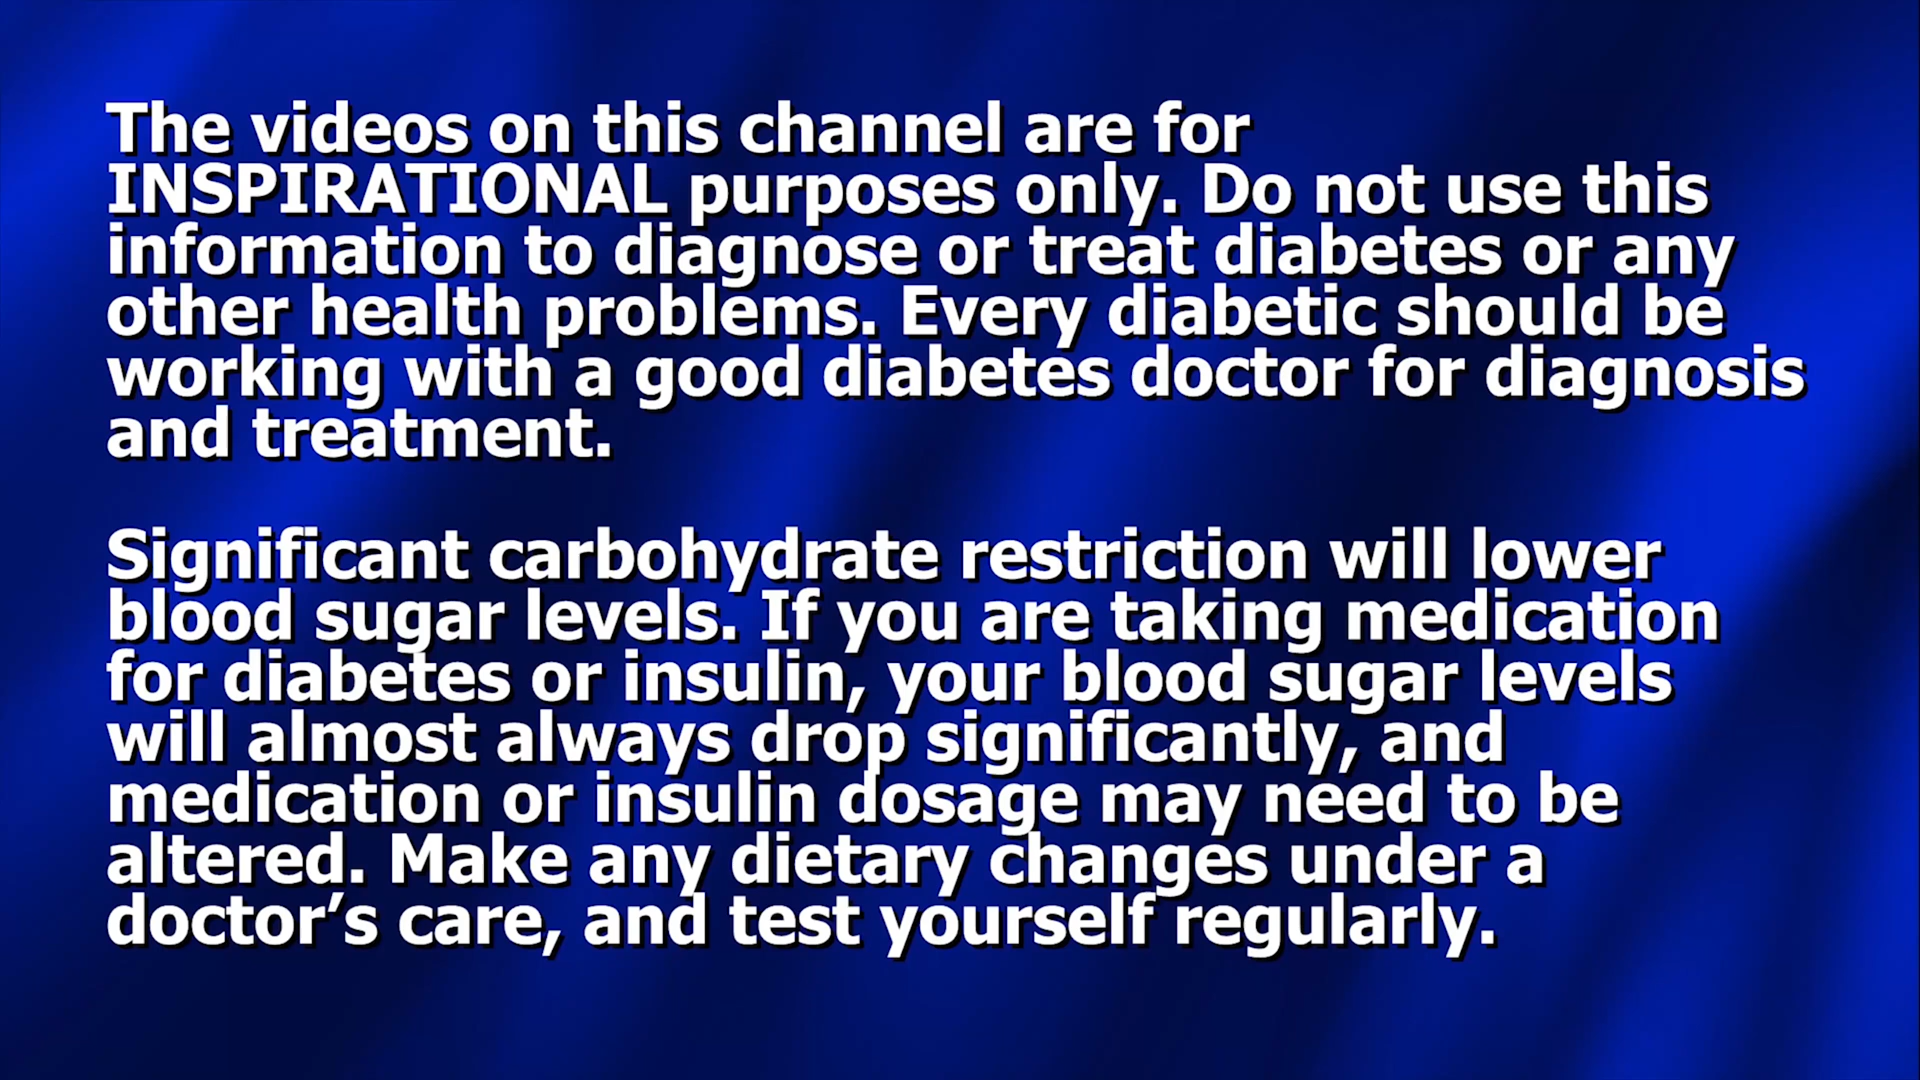 The videos on this channel are for
INSPIRATIONAL purposes only. Do not use this
information to diagnose or treat diabetes or any
other health problems. Every diabetic should be
working with a good diabetes doctor for diagnosis
and treatment.
Significant carbohydrate restriction will lower
blood sugar levels. If you are taking medication
for diabetes or insulin, your blood sugar levels
will almost always drop significantly, and
medication or insulin dosage may need to be
altered. Make any dietary changes under a
doctor’s care, and test yourself regularly.